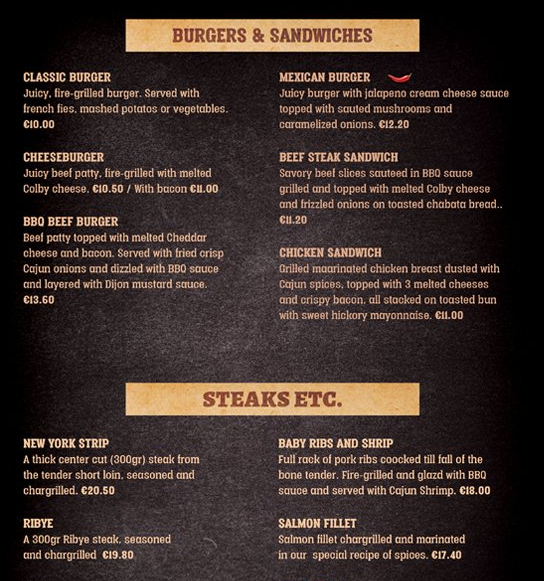 BURGERS & SANDWICHES
CLASSIC BURGER
Juicy, fire-grilled burger. Served with
french fies, mashed potatos or vegetables.
€10.00
CHEESEBURGER
Juicy beef patty, fire-grilled with melted
Colby cheese. €10.50 / With bacon €11.00
BBQ BEEF BURGER
Beef patty topped with melted Cheddar
cheese and bacon. Served with fried crisp
Cajun onions and dizzled with BBQ sauce
and layered with Dijon mustard sauce.
€13.60
MEXICAN BURGER
Juicy burger with jalapeno cream cheese sauce
topped with sauted mushrooms and
caramelized onions. €12.20
BEEF STEAK SANDWICH
Savory beef slices sauteed in BBQ sauce
grilled and topped with melted Colby cheese
and frizzled onions on toasted chabata bread..
€11.20
CHICKEN SANDWICH
Grilled maarinated chicken breast dusted with
Cajun spices, topped with 3 melted cheeses
and crispy bacon, all stacked on toasted bun
with sweet hickory mayonnaise. €11.00
STEAKS ETC.
NEW YORK STRIP
A thick center cut (300gr) steak from
the tender short loin, seasoned and
chargrilled. €20.50
RIBYE
A 300gr Ribye steak, seasoned
and chargrilled €19.80
BABY RIBS AND SHRIP
Full rack of pork ribs coocked till fall of the
bone tender. Fire-grilled and glazd with BBQ
sauce and served with Cajun Shrimp. €18.00
SALMON FILLET
Salmon fillet chargrilled and marinated
in our special recipe of spices. €17.40